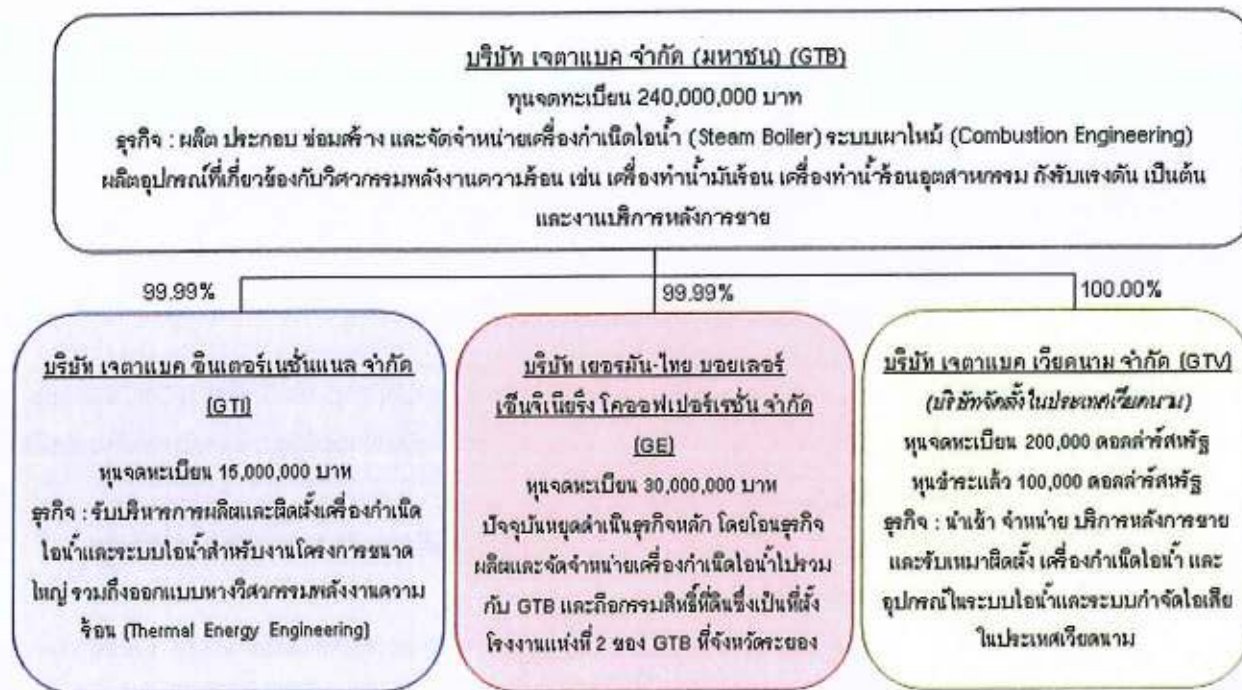 บริษัท เจตาแบค จำกัด (มหาชน) (GTB)
ทุนจดทะเบียน 240,000,000 บาท
ธุรกิจ : ผลิต ประกอบ ซ่อมสร้าง และจัดจำหน่ายเครื่องกำเนิดไอน้ำ (Steam Boiler) ระบบเผาไหม้ (Combustion Engineering)
ผลิตอุปกรณ์ที่เกี่ยวข้องกับวิศวกรรมพลังงานความร้อน เช่น เครื่องทำน้ำมันร้อน เครื่องทำน้ำร้อนอุตสาหกรรม ถังรับแรงดัน เป็นต้น
และงานบริการหลังการขาย
99.99%
99.99%
100.00%
บริษัท เจตาแบค อินเตอร์เนชั่นแนล จำกัด
(GTI)
ทุนจดทะเบียน 15,000,000 บาท
ธุรกิจ : รับบริหารการผลิตและติดตั้งเครื่องกำเนิด
ไอน้ำและระบบไอน้ำสำหรับงานโครงการขนาด
ใหญ่ รวมถึงออกแบบทางวิศวกรรมพลังงานความ
ร้อน (Thermal Energy Engineering)
บริษัท เยอรมัน-ไทย บอยเลอร์
เอ็นจิเนียริ่ง โคออฟเปอร์เรชั่น จำกัด
(GE)
ทุนจดทะเบียน 30,000,000 บาท
ปัจจุบันหยุดดำเนินธุรกิจหลัก โดยโอนธุรกิจ
ผลิตและจัดจำหน่ายเครื่องกำเนิดไอน้ำไปรวม
กับ GTB และถือกรรมสิทธิ์ที่ดินซึ่งเป็นที่ตั้ง
โรงงานแห่งที่ 2 ของ GTB ที่จังหวัดระยอง
บริษัท เจตาแบค เวียดนาม จำกัด (GTV)
(บริษัทจัดตั้งในประเทศเวียดนาม)
ทุนจดทะเบียน 200,000 ดอลล่าร์สหรัฐ
ทุนชำระแล้ว 100,000 ดอลล่าร์สหรัฐ
ธุรกิจ : นำเข้า จำหน่าย บริการหลังการขาย
และรับเหมาติดตั้ง เครื่องกำเนิดไอน้ำ และ
อุปกรณ์ในระบบไอน้ำและระบบกำจัดไอเสีย
ในประเทศเวียดนาม